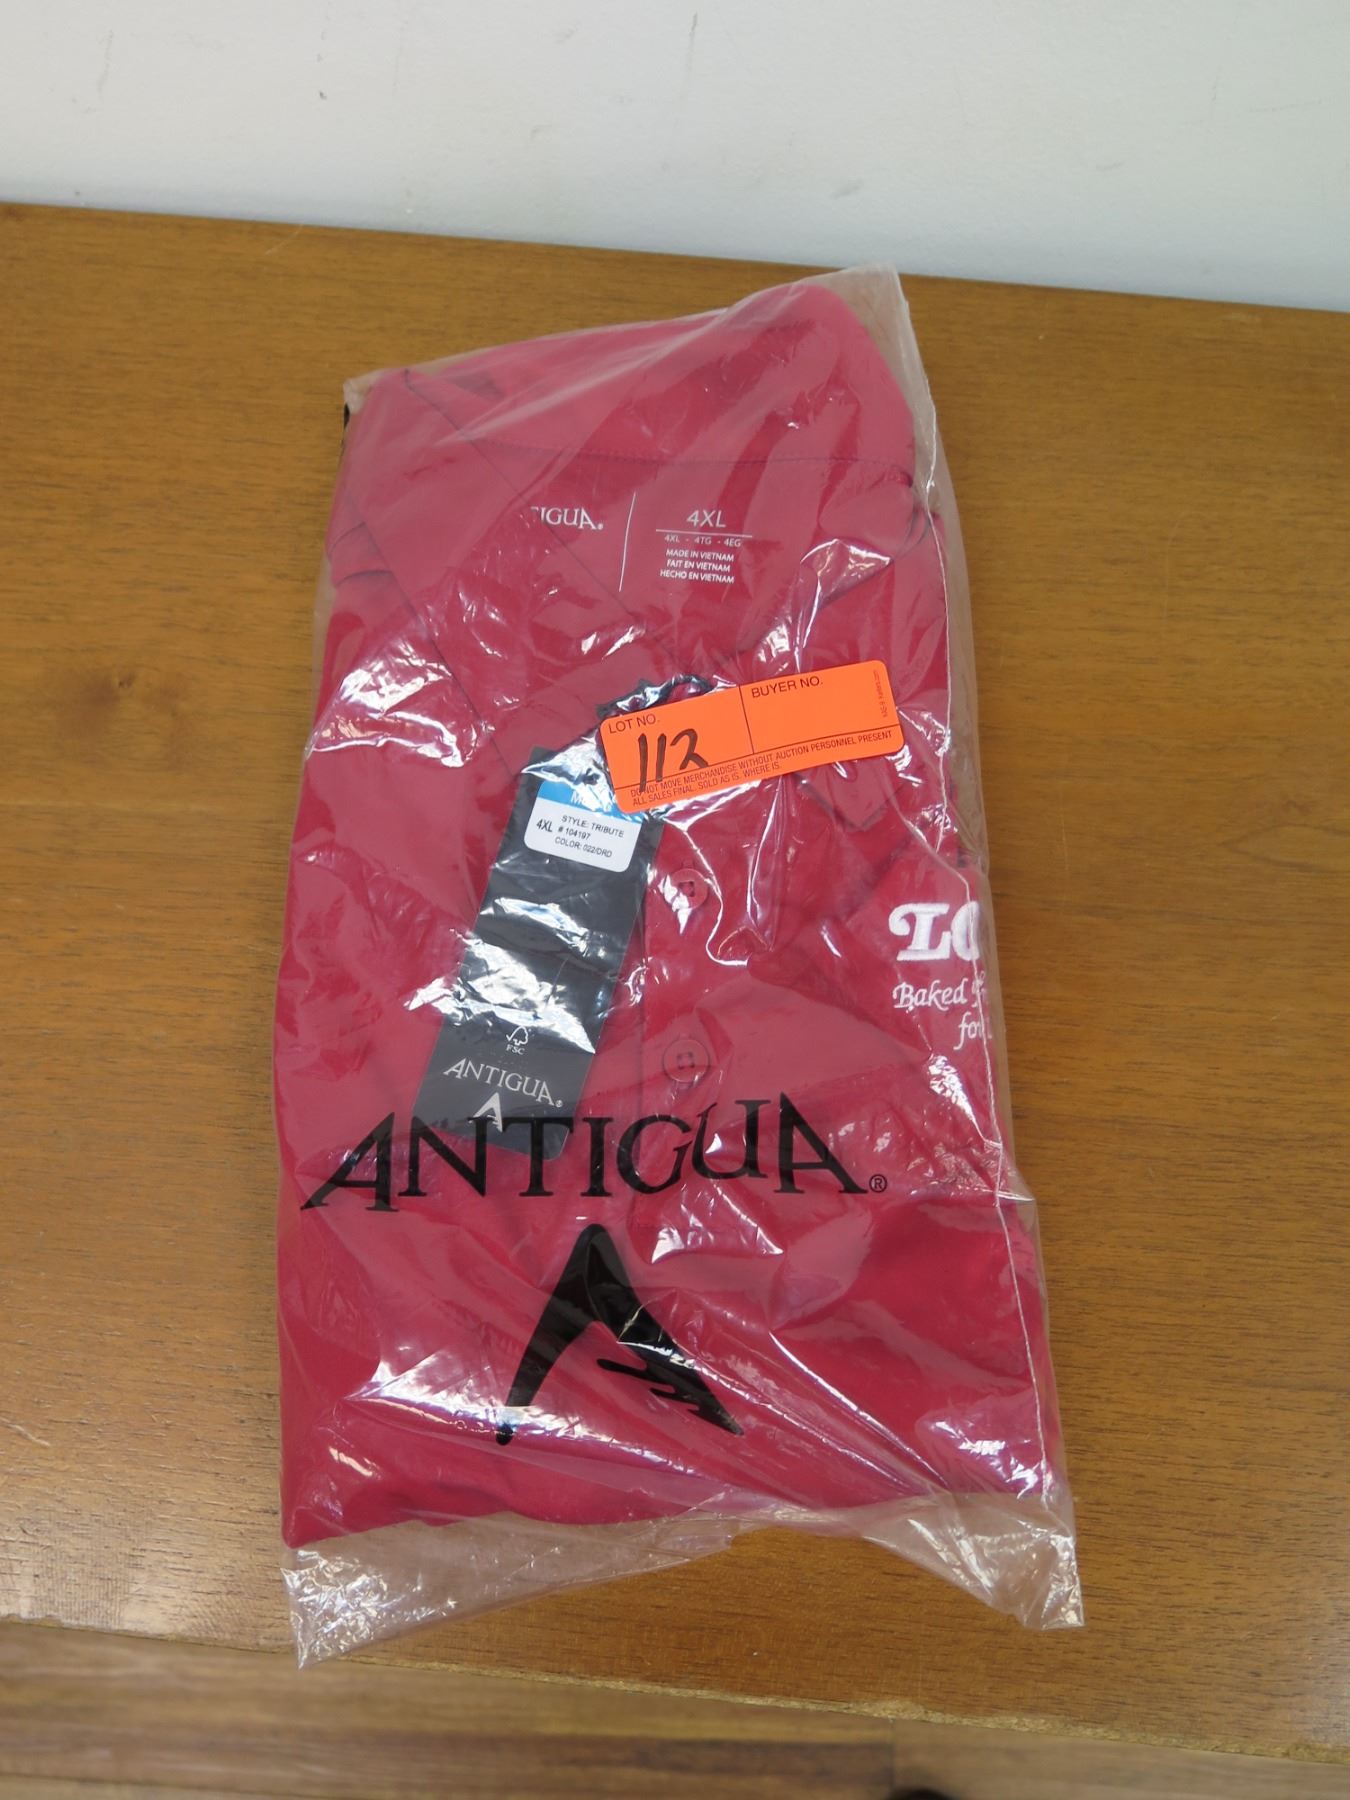 4XL
4XL - 4TG - 4EG
MADE IN VIETNAM
FAIT EN VIETNAM
HECHO EN VIETNAM
LOT NO. 112
BUYER NO.
DO NOT MOVE MERCHANDISE WITHOUT AUCTION PERSONNEL PRESENT
ALL SALES FINAL. SOLD AS IS. WHERE IS.
STYLE: TRIBUTE
4XL # 104197
COLOR: 022/DRD
Baked
FSC
ANTIGUA®
ANTIGUA®